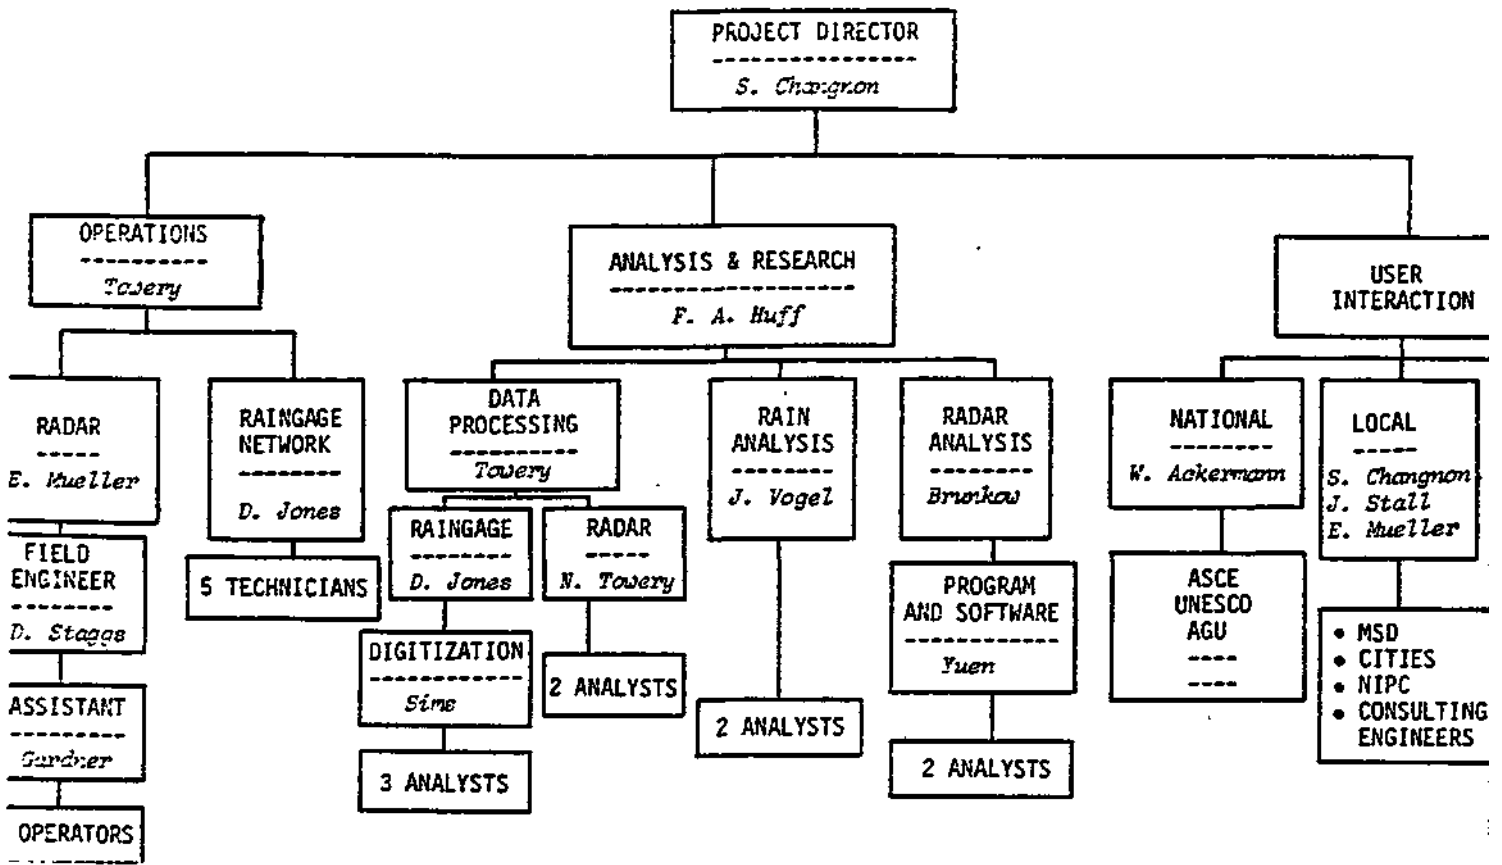 PROJECT DIRECTOR
S. Changnon
OPERATIONS
Towery
ANALYSIS & RESEARCH
F. A. Huff
USER
INTERACTION
RADAR
E. Mueller
RAINGAGE
NETWORK
D. Jones
DATA
PROCESSING
Towery
RAIN
ANALYSIS
J. Vogel
RADAR
ANALYSIS
Brunkow
NATIONAL
W. Ackermann
LOCAL
S. Changnon
J. Stall
E. Mueller
FIELD
ENGINEER
D. Staggs
5 TECHNICIANS
RAINGAGE
D. Jones
RADAR
N. Towery
PROGRAM
AND SOFTWARE
Yuen
ASCE
UNESCO
AGU
• MSD
• CITIES
• NIPC
• CONSULTING
ENGINEERS
ASSISTANT
Gardner
DIGITIZATION
Sims
2 ANALYSTS
2 ANALYSTS
3 ANALYSTS
2 ANALYSTS
OPERATORS